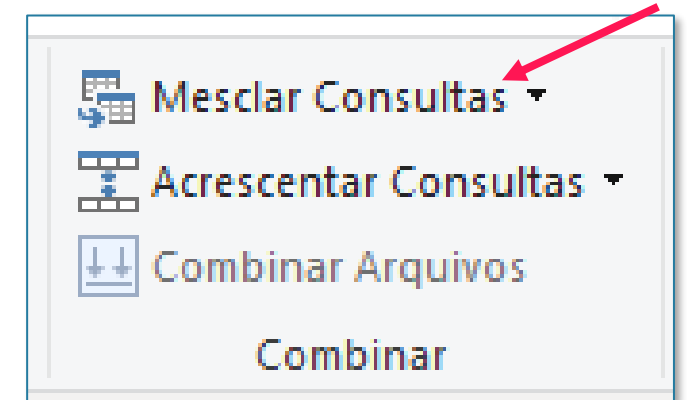 Mesclar Consultas
Acrescentar Consultas
Combinar Arquivos
Combinar